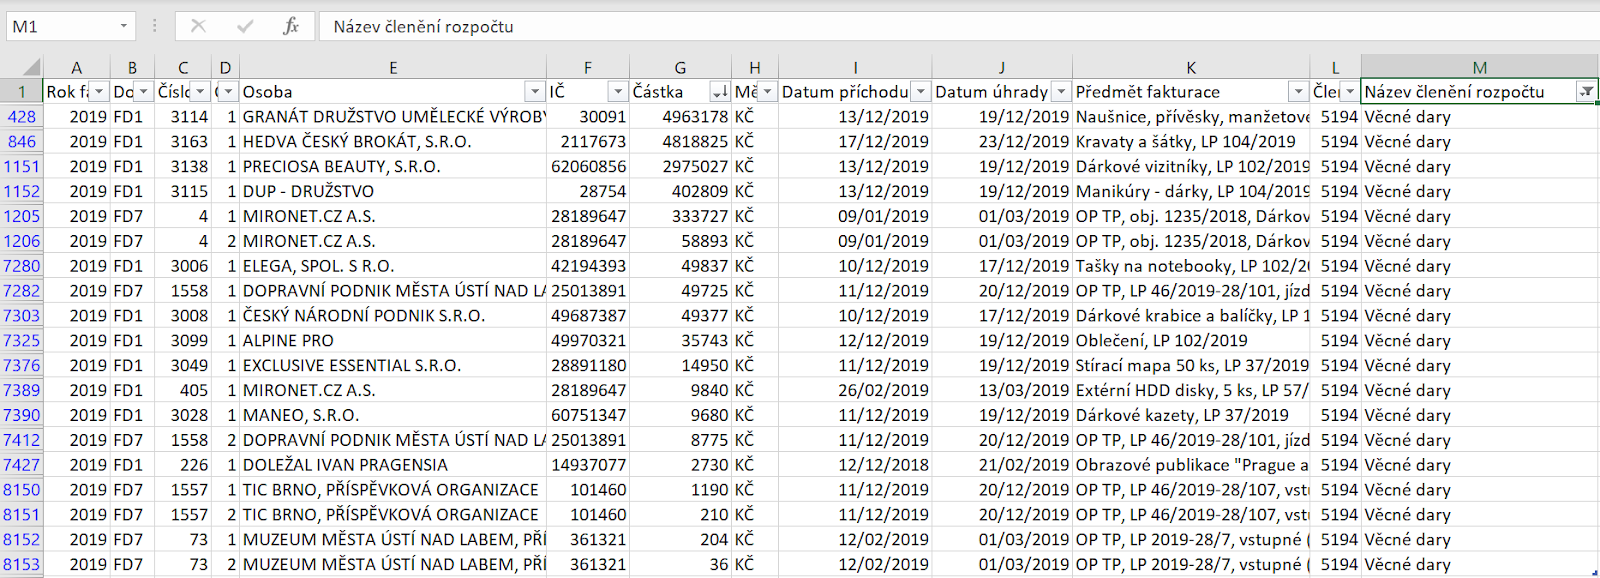 M1 fx Název členění rozpočtu
A B C D E F G H I J K L M
1 Rok fa Do Číslo Osoba IČ Částka Mě Datum příchodu Datum úhrady Předmět fakturace Člen Název členění rozpočtu
428 2019 FD1 3114 1 GRANÁT DRUŽSTVO UMĚLECKÉ VÝROBY 30091 4963178 KČ 13/12/2019 19/12/2019 Naušnice, přívěsky, manžetove 5194 Věcné dary
846 2019 FD1 3163 1 HEDVA ČESKÝ BROKÁT, S.R.O. 2117673 4818825 KČ 17/12/2019 23/12/2019 Kravaty a šátky, LP 104/2019 5194 Věcné dary
1151 2019 FD1 3138 1 PRECIOSA BEAUTY, S.R.O. 62060856 2975027 KČ 13/12/2019 19/12/2019 Dárkové vizitníky, LP 102/2019 5194 Věcné dary
1152 2019 FD1 3115 1 DUP - DRUŽSTVO 28754 402809 KČ 13/12/2019 19/12/2019 Manikúry - dárky, LP 104/2019 5194 Věcné dary
1205 2019 FD7 4 1 MIRONET.CZ A.S. 28189647 333727 KČ 09/01/2019 01/03/2019 OP TP, obj. 1235/2018, Dárkov 5194 Věcné dary
1206 2019 FD7 4 2 MIRONET.CZ A.S. 28189647 58893 KČ 09/01/2019 01/03/2019 OP TP, obj. 1235/2018, Dárkov 5194 Věcné dary
7280 2019 FD1 3006 1 ELEGA, SPOL. S R.O. 42194393 49837 KČ 10/12/2019 17/12/2019 Tašky na notebooky, LP 102/20 5194 Věcné dary
7282 2019 FD7 1558 1 DOPRAVNÍ PODNIK MĚSTA ÚSTÍ NAD LA 25013891 49725 KČ 11/12/2019 20/12/2019 OP TP, LP 46/2019-28/101, jízd 5194 Věcné dary
7303 2019 FD1 3008 1 ČESKÝ NÁRODNÍ PODNIK S.R.O. 49687387 49377 KČ 10/12/2019 17/12/2019 Dárkové krabice a balíčky, LP 1 5194 Věcné dary
7325 2019 FD1 3099 1 ALPINE PRO 49970321 35743 KČ 12/12/2019 19/12/2019 Oblečení, LP 102/2019 5194 Věcné dary
7376 2019 FD1 3049 1 EXCLUSIVE ESSENTIAL S.R.O. 28891180 14950 KČ 11/12/2019 19/12/2019 Stírací mapa 50 ks, LP 37/2019 5194 Věcné dary
7389 2019 FD1 405 1 MIRONET.CZ A.S. 28189647 9840 KČ 26/02/2019 13/03/2019 Extérní HDD disky, 5 ks, LP 57/ 5194 Věcné dary
7390 2019 FD1 3028 1 MANEO, S.R.O. 60751347 9680 KČ 11/12/2019 19/12/2019 Dárkové kazety, LP 37/2019 5194 Věcné dary
7412 2019 FD7 1558 2 DOPRAVNÍ PODNIK MĚSTA ÚSTÍ NAD LA 25013891 8775 KČ 11/12/2019 20/12/2019 OP TP, LP 46/2019-28/101, jízd 5194 Věcné dary
7427 2019 FD1 226 1 DOLEŽAL IVAN PRAGENSIA 14937077 2730 KČ 12/12/2018 21/02/2019 Obrazové publikace "Prague a 5194 Věcné dary
8150 2019 FD7 1557 1 TIC BRNO, PŘÍSPĚVKOVÁ ORGANIZACE 101460 1190 KČ 11/12/2019 20/12/2019 OP TP, LP 46/2019-28/107, vstu 5194 Věcné dary
8151 2019 FD7 1557 2 TIC BRNO, PŘÍSPĚVKOVÁ ORGANIZACE 101460 210 KČ 11/12/2019 20/12/2019 OP TP, LP 46/2019-28/107, vstu 5194 Věcné dary
8152 2019 FD7 73 1 MUZEUM MĚSTA ÚSTÍ NAD LABEM, PŘÍ 361321 204 KČ 12/02/2019 01/03/2019 OP TP, LP 2019-28/7, vstupné ( 5194 Věcné dary
8153 2019 FD7 73 2 MUZEUM MĚSTA ÚSTÍ NAD LABEM, PŘÍ 361321 36 KČ 12/02/2019 01/03/2019 OP TP, LP 2019-28/7, vstupné ( 5194 Věcné dary